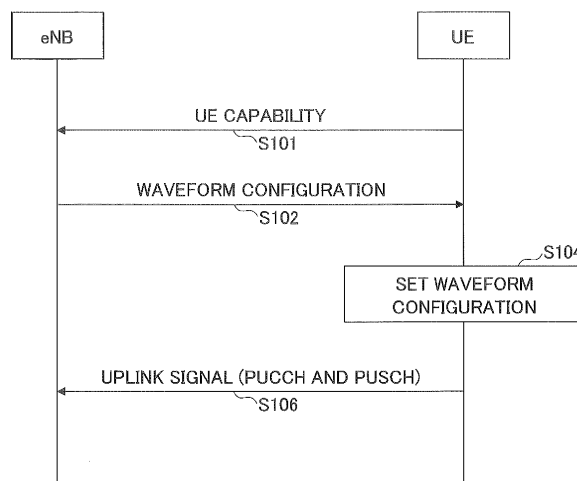 eNB
UE
UE CAPABILITY
S101
WAVEFORM CONFIGURATION
S102
S104
SET WAVEFORM
CONFIGURATION
UPLINK SIGNAL (PUCCH AND PUSCH)
S106